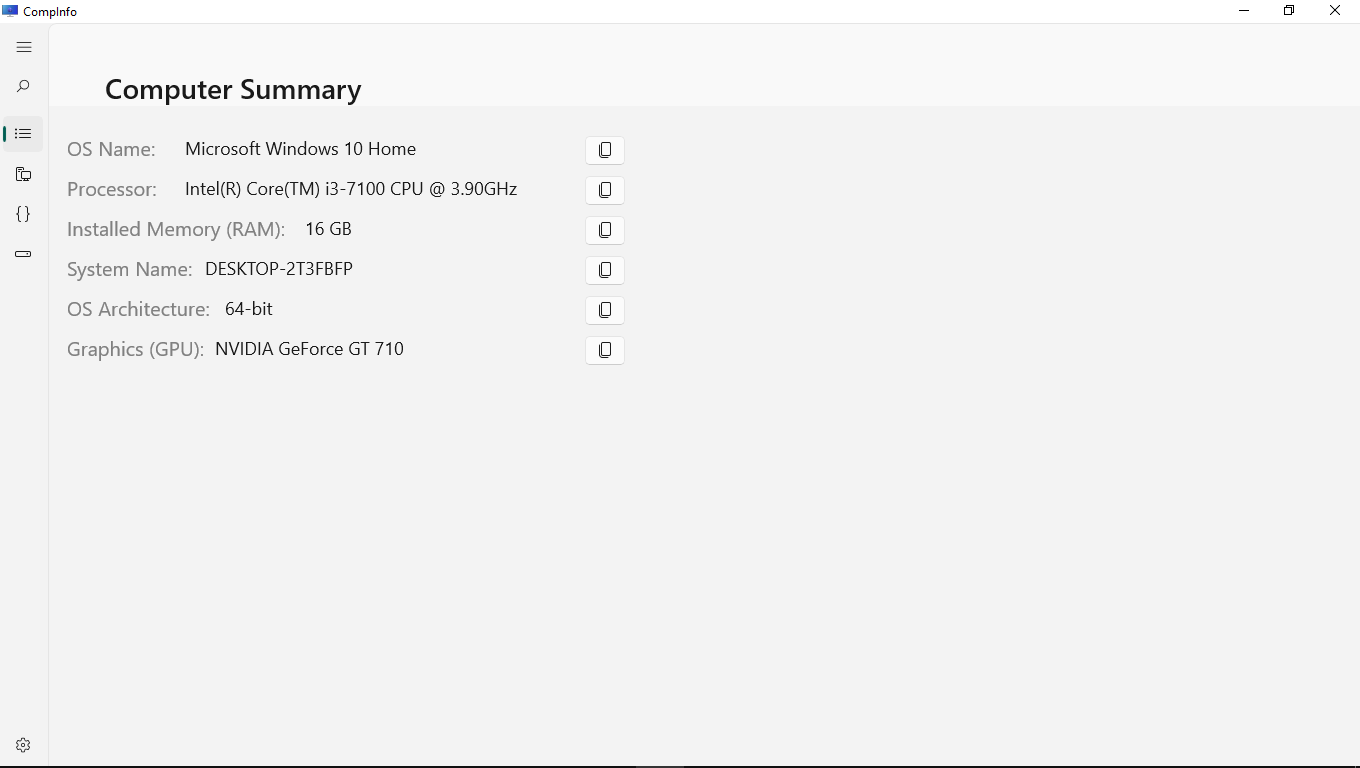 CompInfo
Computer Summary
OS Name: Microsoft Windows 10 Home
Processor: Intel(R) Core(TM) i3-7100 CPU @ 3.90GHz
Installed Memory (RAM): 16 GB
System Name: DESKTOP-2T3FBFP
OS Architecture: 64-bit
Graphics (GPU): NVIDIA GeForce GT 710